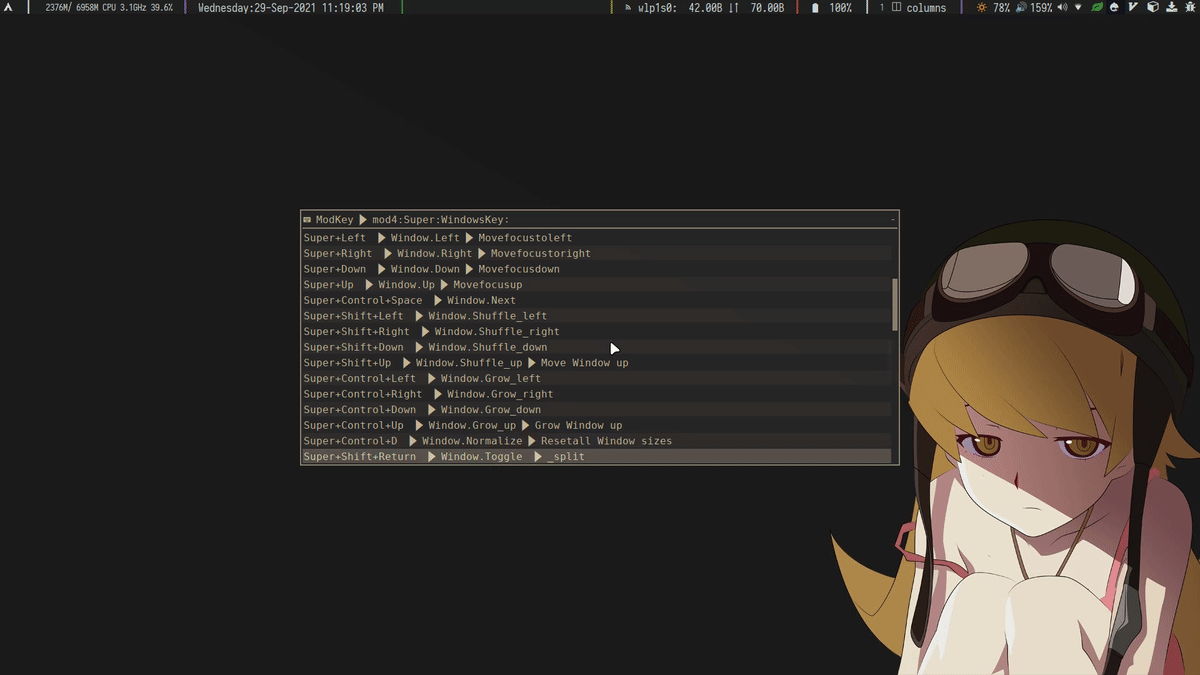 2376M/ 6958M CPU 3.1GHz 39.6% Wednesday:29-Sep-2021 11:19:03 PM wlp1s0: 42.00B ↓↑ 70.00B 100% 1 columns 78% 159%
ModKey ▶ mod4:Super:WindowsKey: -
Super+Left ▶ Window.Left ▶ Movefocustoleft
Super+Right ▶ Window.Right ▶ Movefocustoright
Super+Down ▶ Window.Down ▶ Movefocusdown
Super+Up ▶ Window.Up ▶ Movefocusup
Super+Control+Space ▶ Window.Next
Super+Shift+Left ▶ Window.Shuffle_left
Super+Shift+Right ▶ Window.Shuffle_right
Super+Shift+Down ▶ Window.Shuffle_down
Super+Shift+Up ▶ Window.Shuffle_up ▶ Move Window up
Super+Control+Left ▶ Window.Grow_left
Super+Control+Right ▶ Window.Grow_right
Super+Control+Down ▶ Window.Grow_down
Super+Control+Up ▶ Window.Grow_up ▶ Grow Window up
Super+Control+D ▶ Window.Normalize ▶ Resetall Window sizes
Super+Shift+Return ▶ Window.Toggle ▶ _split